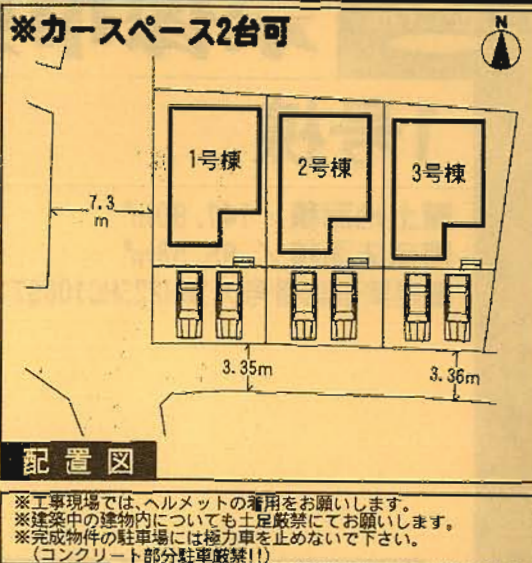 ※カースペース2台可
N
1号棟
2号棟
3号棟
7.3
m
3.35m
3.36m
配置図
※工事現場では、ヘルメットの着用をお願いします。
※建築中の建物内についても土足厳禁にてお願いします。
※完成物件の駐車場には極力車を止めないで下さい。
(コンクリート部分駐車厳禁!!)